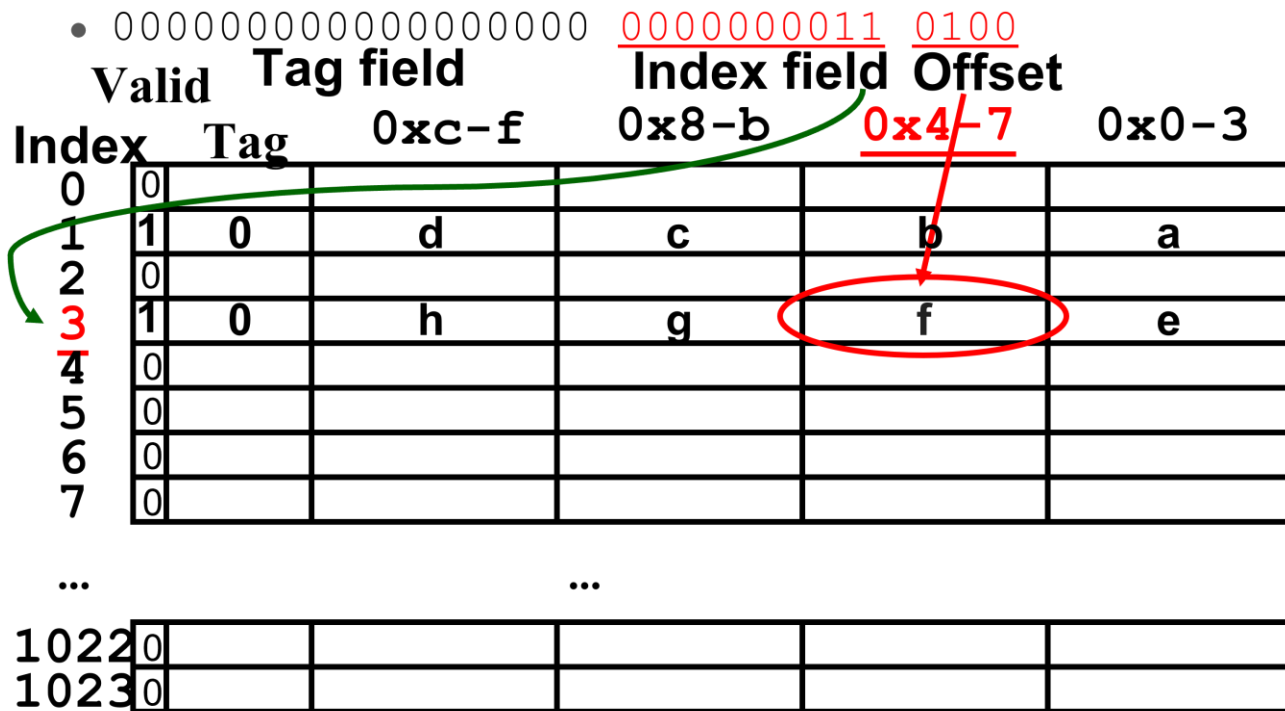 • 000000000000000000 0000000011 0100
Valid Tag field Index field Offset
Index Tag 0xc-f 0x8-b 0x4-7 0x0-3
0 0
1 1 0 d c b a
2 0
3 1 0 h g f e
4 0
5 0
6 0
7 0
... ...
1022 0
1023 0